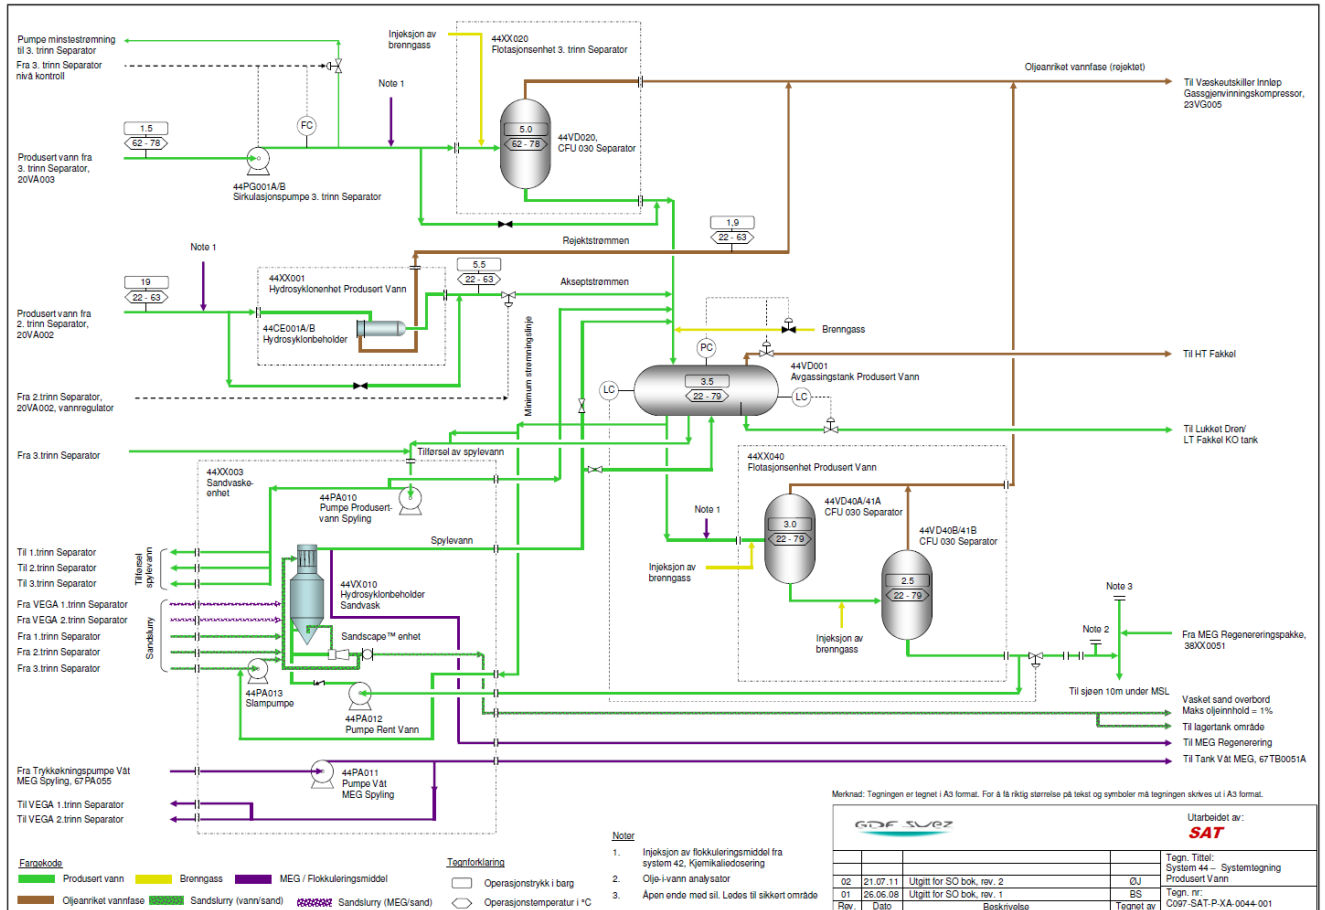 Pumpe minstestrømning
til 3. trinn Separator
Fra 3. trinn Separator
nivå kontroll
1.5
62 - 78
Produsert vann fra
3. trinn Separator,
20VA003
44PG001A/B
Sirkulasjonspumpe 3. trinn Separator
FC
Note 1
Injeksjon av
brenngass
44XX020
Flotasjonsenhet 3. trinn Separator
5.0
62 - 78
44VD020,
CFU 030 Separator
Oljeanriket vannfase (rejektet)
Til Væskeutskiller Innløp
Gassgjenvinningskompressor,
23VG005
Note 1
19
22 - 63
Produsert vann fra
2. trinn Separator,
20VA002
44XX001
Hydrosyklonenhet Produsert Vann
44CE001A/B
Hydrosyklonbeholder
5.5
22 - 63
Rejektstrømmen
1,9
22 - 63
Akseptstrømmen
Fra 2.trinn Separator,
20VA002, vannregulator
Minimum strømningslinje
PC
Brenngass
LC
3.5
22 - 79
LC
44VD001
Avgassingstank Produsert Vann
Til HT Fakkel
Til Lukket Dren/
LT Fakkel KO tank
Fra 3.trinn Separator
Tilførsel av spylevann
44XX003
Sandvaske-
enhet
44PA010
Pumpe Produsert-
vann Spyling
Spylevann
44XX040
Flotasjonsenhet Produsert Vann
44VD40A/41A
CFU 030 Separator
3.0
22 - 79
44VD40B/41B
CFU 030 Separator
2.5
22 - 79
Note 1
Injeksjon av
brenngass
Injeksjon av
brenngass
Til 1.trinn Separator
Til 2.trinn Separator
Til 3.trinn Separator
Tilførsel
spylevann
Fra VEGA 1.trinn Separator
Fra VEGA 2.trinn Separator
Fra 1.trinn Separator
Fra 2.trinn Separator
Fra 3.trinn Separator
Sandslurry
44VX010
Hydrosyklonbeholder
Sandvask
Sandscape™ enhet
44PA013
Slampumpe
44PA012
Pumpe Rent Vann
Note 3
Note 2
Fra MEG Regenereringspakke,
38XX0051
Til sjøen 10m under MSL
Vasket sand overbord
Maks oljeinnhold = 1%
Til lagertank område
Til MEG Regenerering
Til Tank Våt MEG, 67TB0051A
Fra Trykkøkningspumpe Våt
MEG Spyling, 67PA055
44PA011
Pumpe Våt
MEG Spyling
Til VEGA 1.trinn Separator
Til VEGA 2.trinn Separator
Merknad: Tegningen er tegnet i A3 format. For å få riktig størrelse på tekst og symboler må tegningen skrives ut i A3 format.
Fargekode
Produsert vann
Brenngass
MEG / Flokkuleringsmiddel
Oljeanriket vannfase
Sandslurry (vann/sand)
Sandslurry (MEG/sand)
Tegnforklaring
Operasjonstrykk i barg
Operasjonstemperatur i °C
Noter
1. Injeksjon av flokkuleringsmiddel fra
system 42, Kjemikaliedosering
2. Olje-i-vann analysator
3. Åpen ende med sil. Ledes til sikkert område
GDF SUEZ
Utarbeidet av:
SAT
Tegn. Tittel:
System 44 – Systemtegning
Produsert Vann
Tegn. nr:
C097-SAT-P-XA-0044-001
02 21.07.11 Utgitt for SO bok, rev. 2 ØJ
01 26.06.08 Utgitt for SO bok, rev. 1 BS
Rev. Dato Beskrivelse Tegnet av